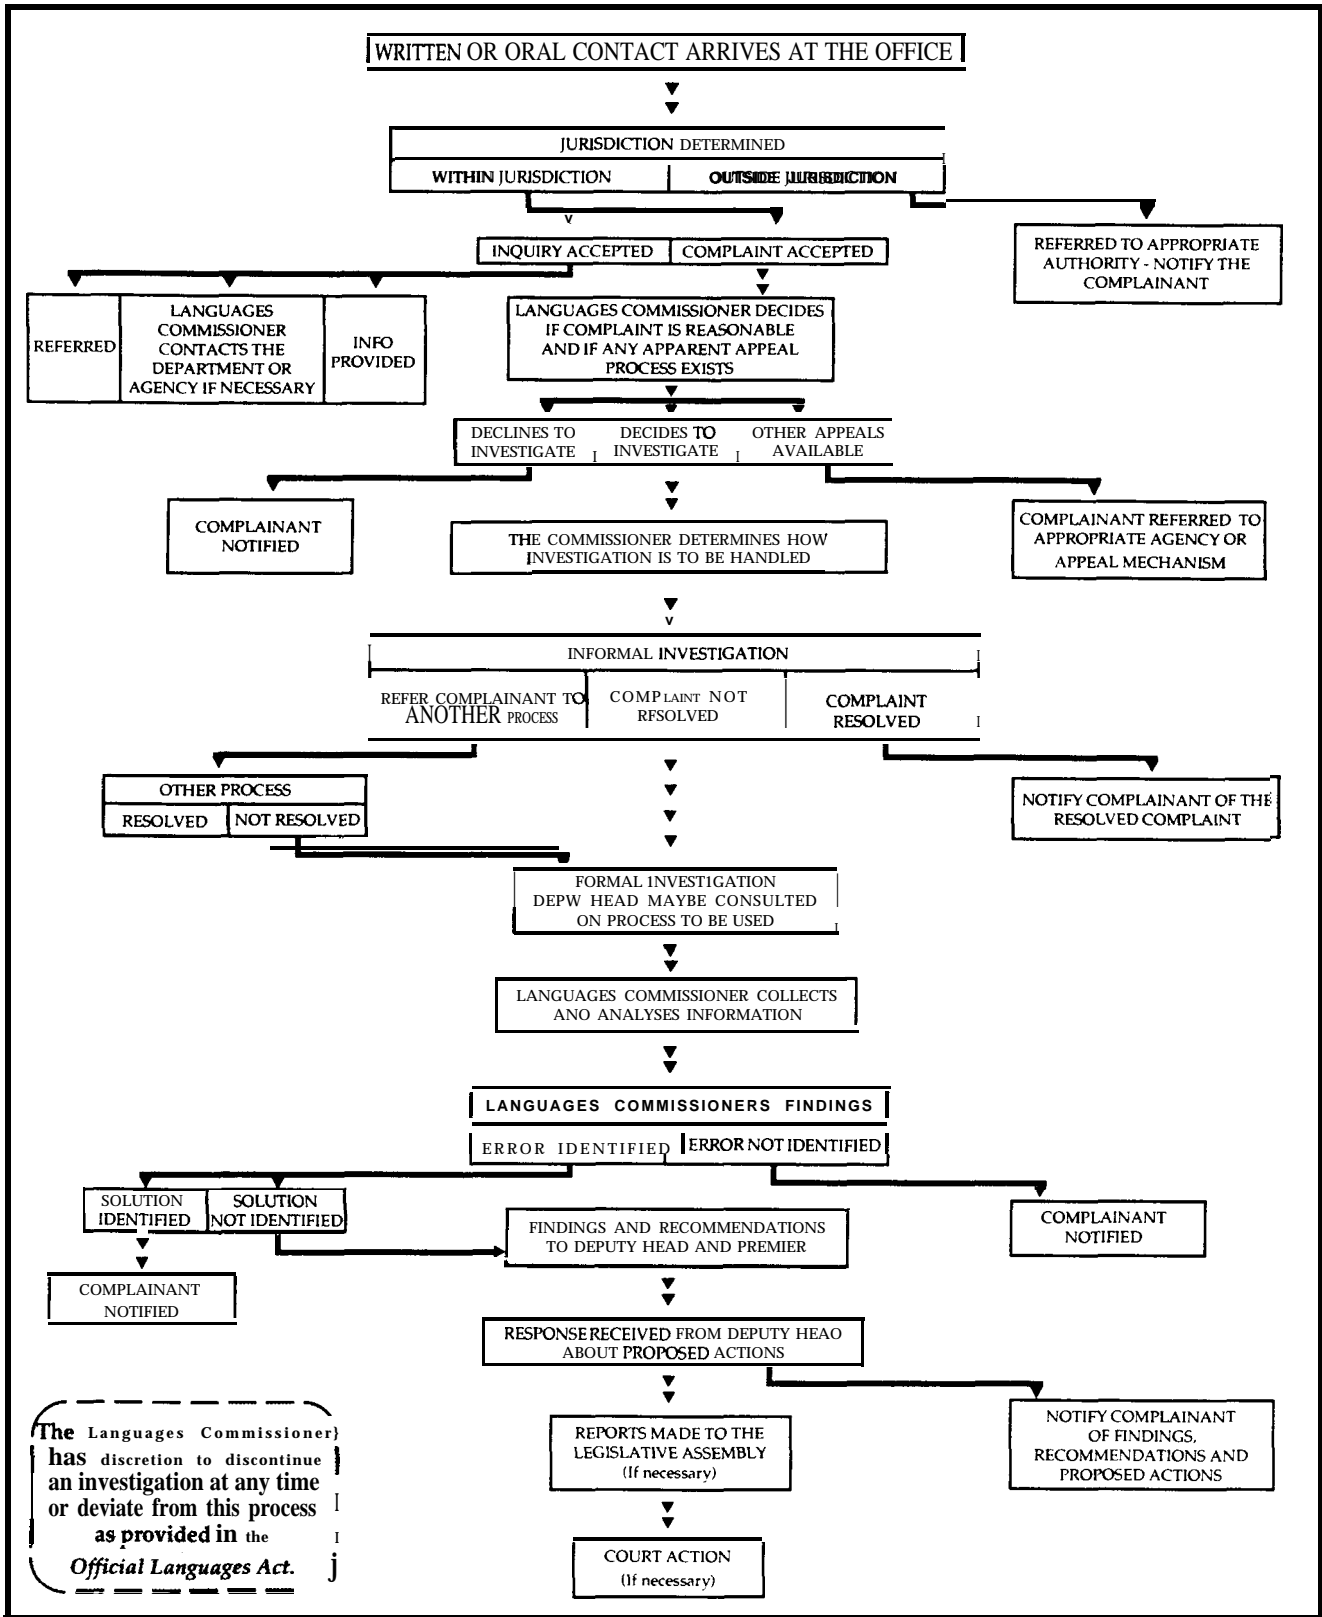 WRITTEN OR ORAL CONTACT ARRIVES AT THE OFFICE
JURISDICTION DETERMINED
WITHIN JURISDICTION
OUTSIDE JURISDICTION
INQUIRY ACCEPTED
COMPLAINT ACCEPTED
REFERRED TO APPROPRIATE
AUTHORITY - NOTIFY THE
COMPLAINANT
REFERRED
LANGUAGES
COMMISSIONER
CONTACTS THE
DEPARTMENT OR
AGENCY IF NECESSARY
INFO
PROVIDED
LANGUAGES COMMISSIONER DECIDES
IF COMPLAINT IS REASONABLE
AND IF ANY APPARENT APPEAL
PROCESS EXISTS
DECLINES TO
INVESTIGATE
DECIDES TO
INVESTIGATE
OTHER APPEALS
AVAILABLE
COMPLAINANT
NOTIFIED
THE COMMISSIONER DETERMINES HOW
INVESTIGATION IS TO BE HANDLED
COMPLAINANT REFERRED TO
APPROPRIATE AGENCY OR
APPEAL MECHANISM
INFORMAL INVESTIGATION
REFER COMPLAINANT TO
ANOTHER PROCESS
COMPLAINT NOT
RFSOLVED
COMPLAINT
RESOLVED
OTHER PROCESS
RESOLVED
NOT RESOLVED
NOTIFY COMPLAINANT OF THE
RESOLVED COMPLAINT
FORMAL 1NVEST1GATION
DEPW HEAD MAYBE CONSULTED
ON PROCESS TO BE USED
LANGUAGES COMMISSIONER COLLECTS
ANO ANALYSES INFORMATION
LANGUAGES COMMISSIONERS FINDINGS
ERROR IDENTIFIED
ERROR NOT IDENTIFIED
SOLUTION
IDENTIFIED
SOLUTION
NOT IDENTIFIED
FINDINGS AND RECOMMENDATIONS
TO DEPUTY HEAD AND PREMIER
COMPLAINANT
NOTIFIED
COMPLAINANT
NOTIFIED
RESPONSE RECEIVED FROM DEPUTY HEAO
ABOUT PROPOSED ACTIONS
REPORTS MADE TO THE
LEGISLATIVE ASSEMBLY
(If necessary)
NOTIFY COMPLAINANT
OF FINDINGS,
RECOMMENDATIONS AND
PROPOSED ACTIONS
COURT ACTION
(If necessary)
The Languages Commissioner
has discretion to discontinue
an investigation at any time
or deviate from this process
as provided in the
Official Languages Act.